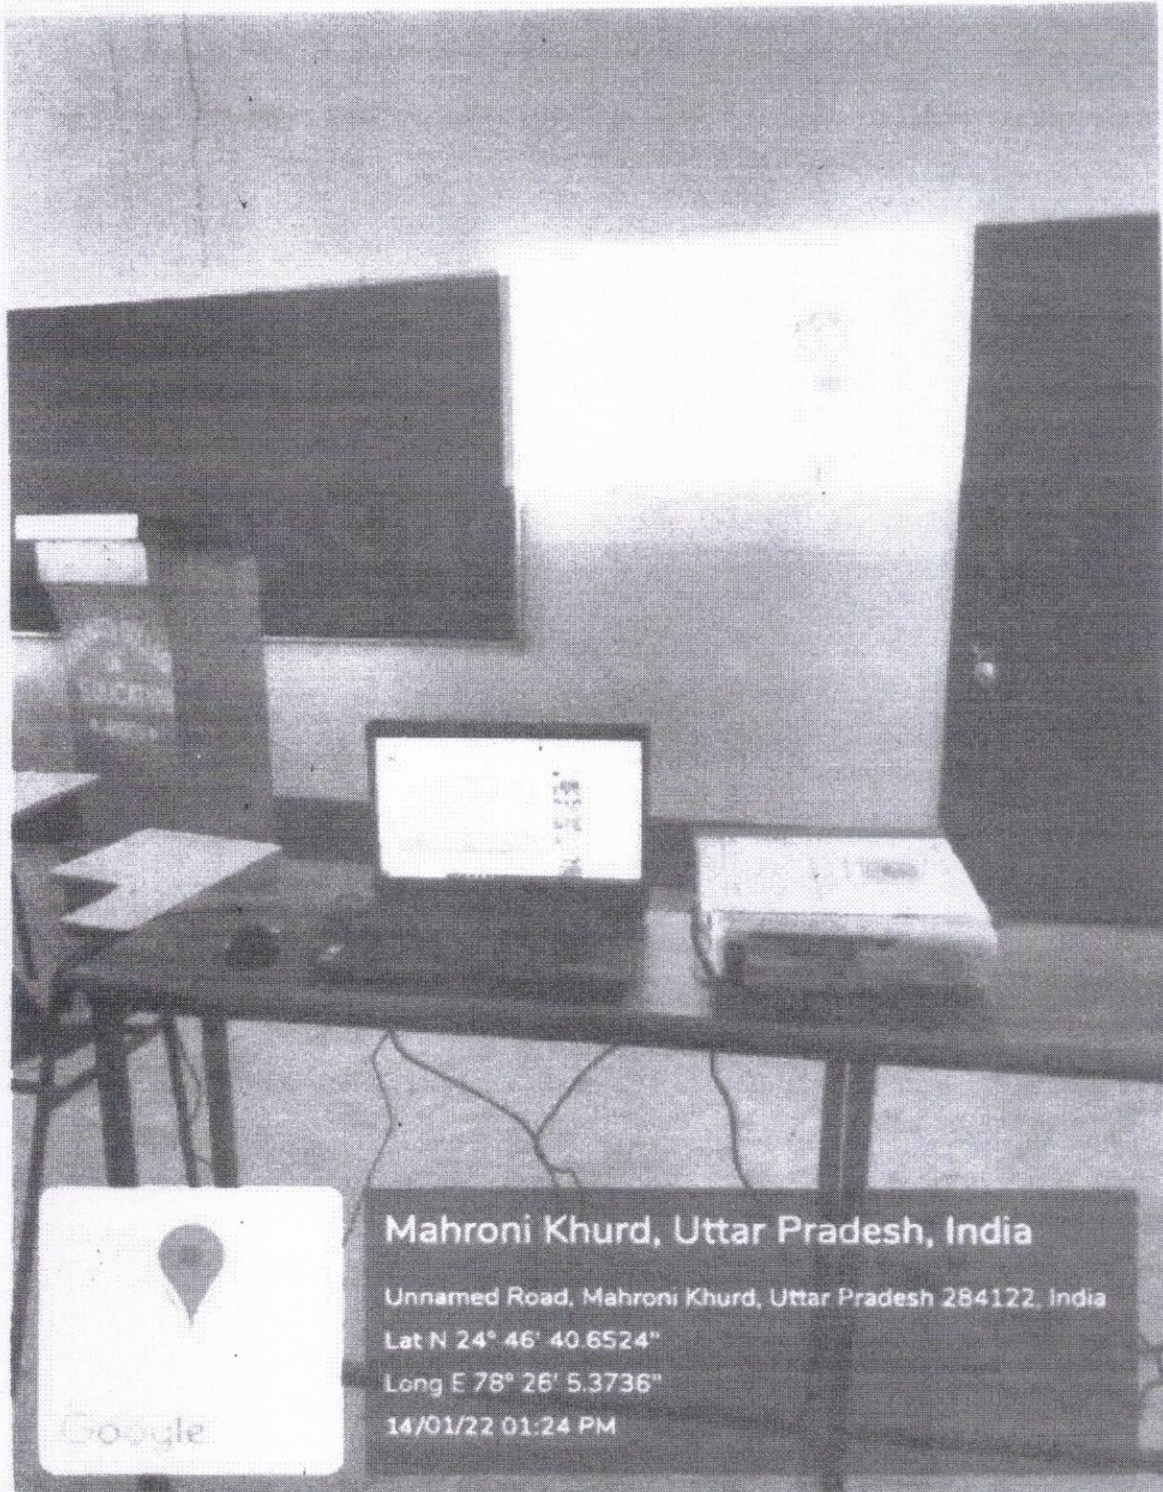 EDUCATION
Mahroni Khurd, Uttar Pradesh, India
Unnamed Road, Mahroni Khurd, Uttar Pradesh 284122, India
Lat N 24° 46' 40.6524"
Long E 78° 26' 5.3736"
14/01/22 01:24 PM
Google